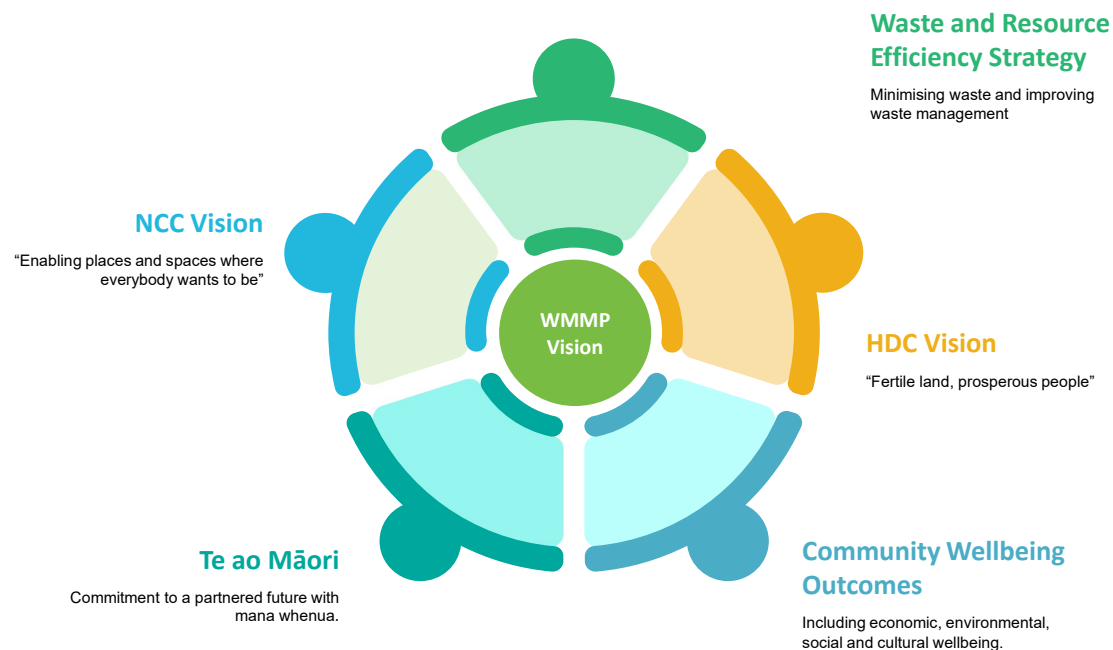 Waste and Resource
Efficiency Strategy
Minimising waste and improving
waste management
NCC Vision
“Enabling places and spaces where
everybody wants to be”
WMMP
Vision
HDC Vision
“Fertile land, prosperous people”
Te ao Māori
Commitment to a partnered future with
mana whenua.
Community Wellbeing
Outcomes
Including economic, environmental,
social and cultural wellbeing.